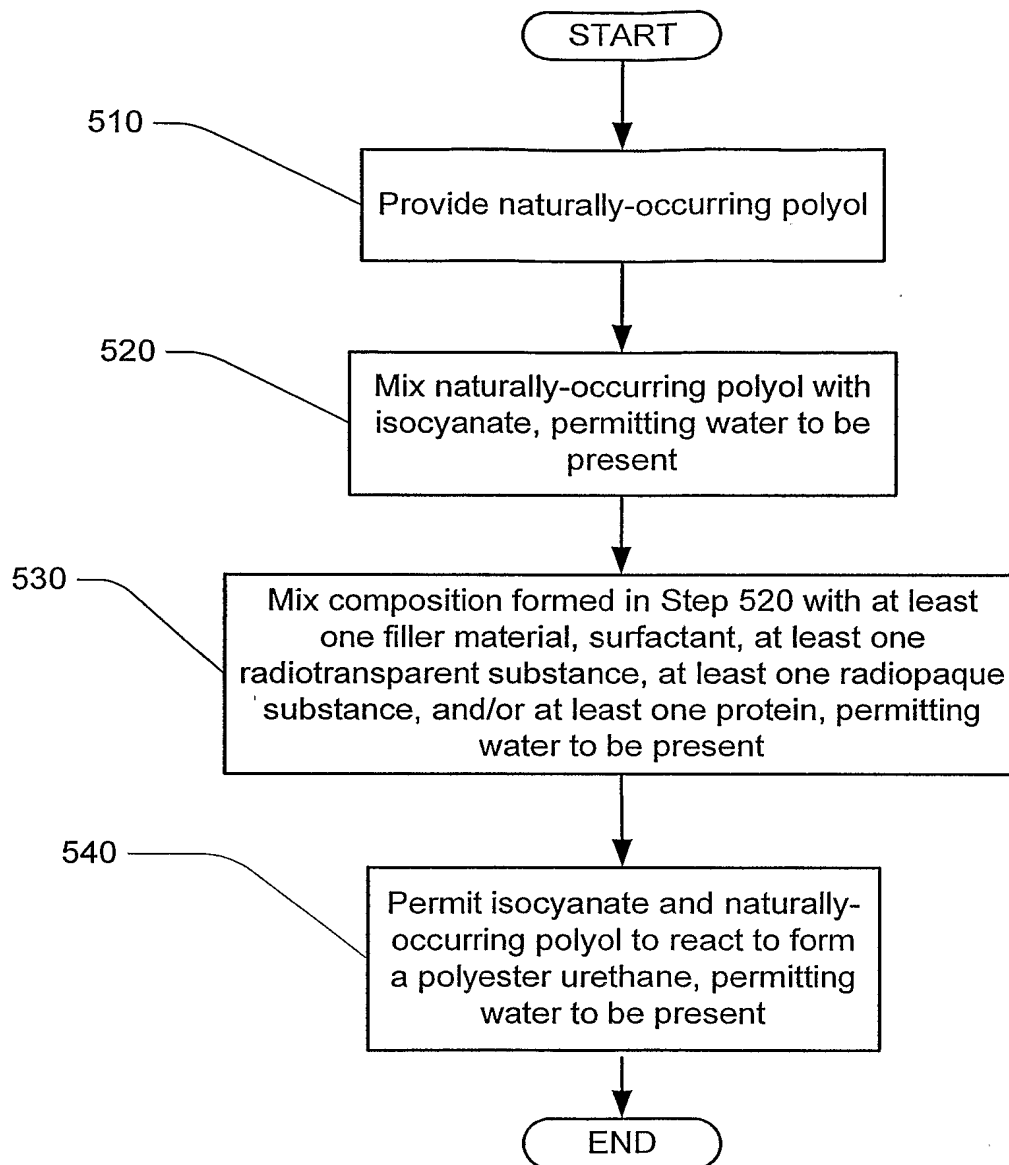 START
510
Provide naturally-occurring polyol
520
Mix naturally-occurring polyol with
isocyanate, permitting water to be
present
530
Mix composition formed in Step 520 with at least
one filler material, surfactant, at least one
radiotransparent substance, at least one radiopaque
substance, and/or at least one protein, permitting
water to be present
540
Permit isocyanate and naturally-
occurring polyol to react to form
a polyester urethane, permitting
water to be present
END